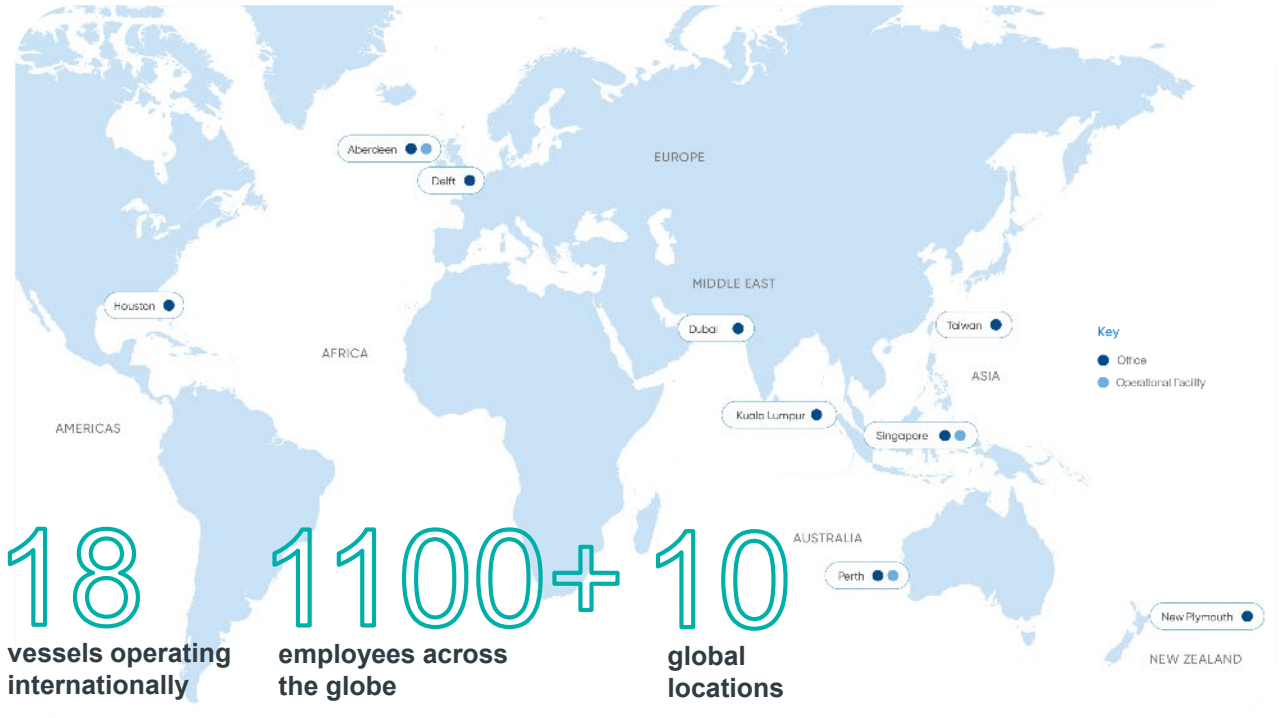 EUROPE
Aberdeen
Delft
MIDDLE EAST
Houston
Dubai
Taiwan
Key
Office
Operational Facility
AFRICA
ASIA
AMERICAS
Kuala Lumpur
Singapore
AUSTRALIA
Perth
New Plymouth
NEW ZEALAND
18
vessels operating
internationally
1100+
employees across
the globe
10
global
locations